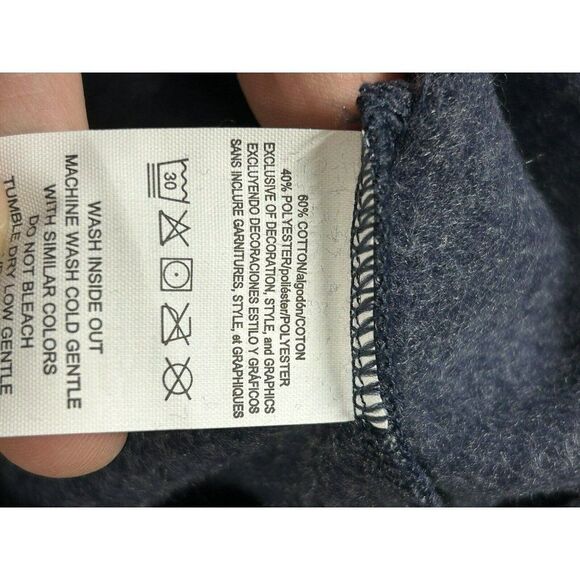 60% COTTON/algodón/COTON
40% POLYESTER/poliéster/POLYESTER
EXCLUSIVE OF DECORATION, STYLE, and GRAPHICS
EXCLUYENDO DECORACIONES ESTILO Y GRÁFICOS
SANS INCLURE GARNITURES, STYLE, et GRAPHIQUES
30
WASH INSIDE OUT
MACHINE WASH COLD GENTLE
WITH SIMILAR COLORS
DO NOT BLEACH
TUMBLE DRY LOW GENTLE